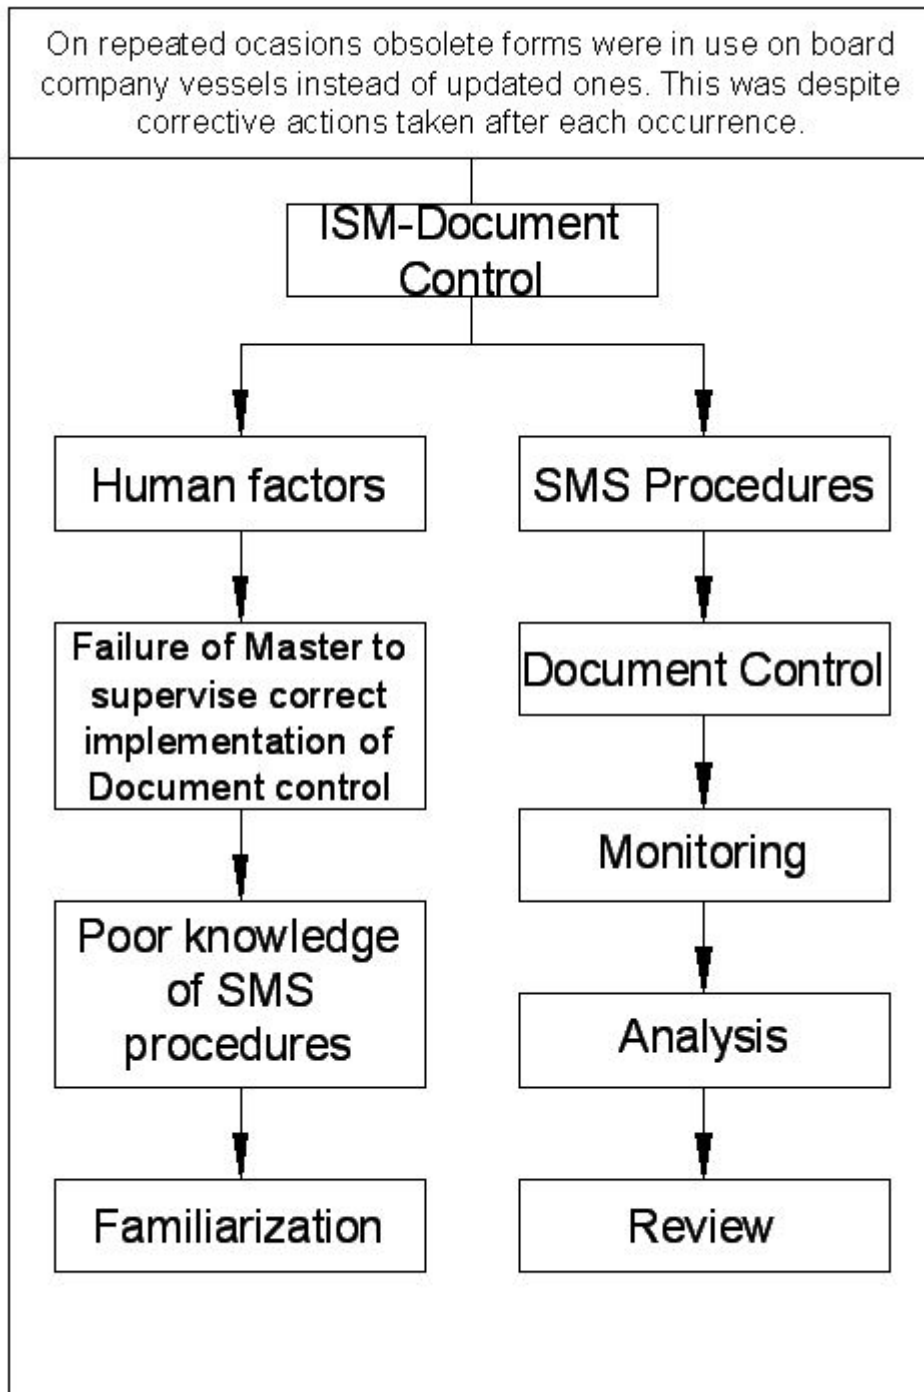 On repeated ocasions obsolete forms were in use on board
company vessels instead of updated ones. This was despite
corrective actions taken after each occurrence.
ISM-Document
Control
Human factors
SMS Procedures
Failure of Master to
supervise correct
implementation of
Document control
Document Control
Monitoring
Poor knowledge
of SMS
procedures
Analysis
Familiarization
Review